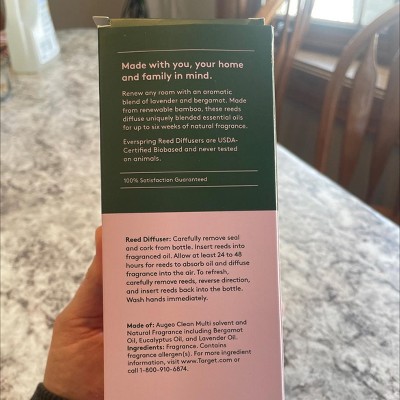 Made with you, your home
and family in mind.
Renew any room with an aromatic
blend of lavender and bergamot. Made
from renewable bamboo, these reeds
diffuse uniquely blended essential oils
for up to six weeks of natural fragrance.
Everspring Reed Diffusers are USDA-
Certified Biobased and never tested
on animals.
100% Satisfaction Guaranteed
Reed Diffuser: Carefully remove seal
and cork from bottle. Insert reeds into
fragranced oil. Allow at least 24 to 48
hours for reeds to absorb oil and diffuse
fragrance into the air. To refresh,
carefully remove reeds, reverse direction,
and insert reeds back into the bottle.
Wash hands immediately.
Made of: Augeo Clean Multi solvent and
Natural Fragrance including Bergamot
Oil, Eucalyptus Oil, and Lavender Oil.
Ingredients: Fragrance. Contains
fragrance allergen(s). For more ingredient
information, visit www.Target.com or
call 1-800-910-6874.